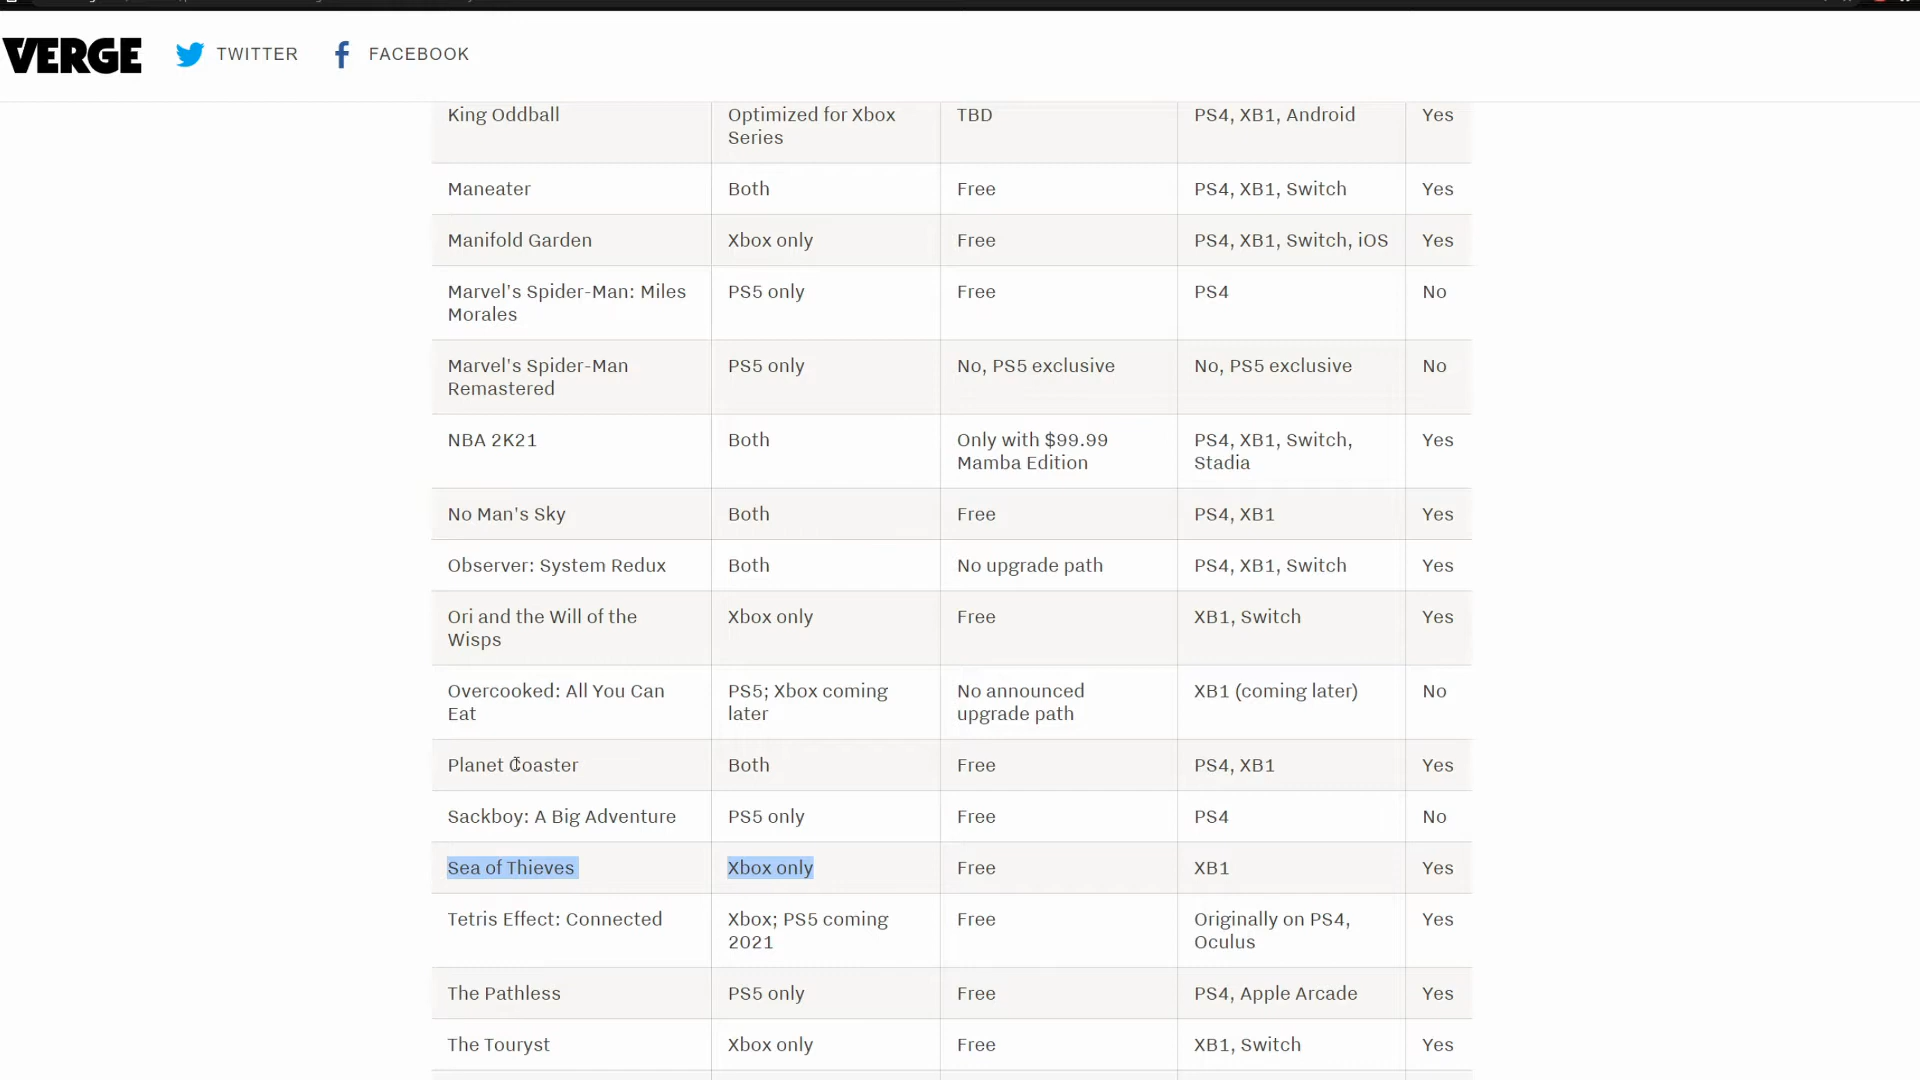 VERGE TWITTER FACEBOOK
King Oddball Optimized for Xbox TBD PS4, XB1, Android Yes
Series
Maneater Both Free PS4, XB1, Switch Yes
Manifold Garden Xbox only Free PS4, XB1, Switch, iOS Yes
Marvel's Spider-Man: Miles PS5 only Free PS4 No
Morales
Marvel's Spider-Man PS5 only No, PS5 exclusive No, PS5 exclusive No
Remastered
NBA 2K21 Both Only with $99.99 PS4, XB1, Switch, Yes
Mamba Edition Stadia
No Man's Sky Both Free PS4, XB1 Yes
Observer: System Redux Both No upgrade path PS4, XB1, Switch Yes
Ori and the Will of the Xbox only Free XB1, Switch Yes
Wisps
Overcooked: All You Can PS5; Xbox coming No announced XB1 (coming later) No
Eat later upgrade path
Planet Coaster Both Free PS4, XB1 Yes
Sackboy: A Big Adventure PS5 only Free PS4 No
Sea of Thieves Xbox only Free XB1 Yes
Tetris Effect: Connected Xbox; PS5 coming Free Originally on PS4, Yes
2021 Oculus
The Pathless PS5 only Free PS4, Apple Arcade Yes
The Touryst Xbox only Free XB1, Switch Yes